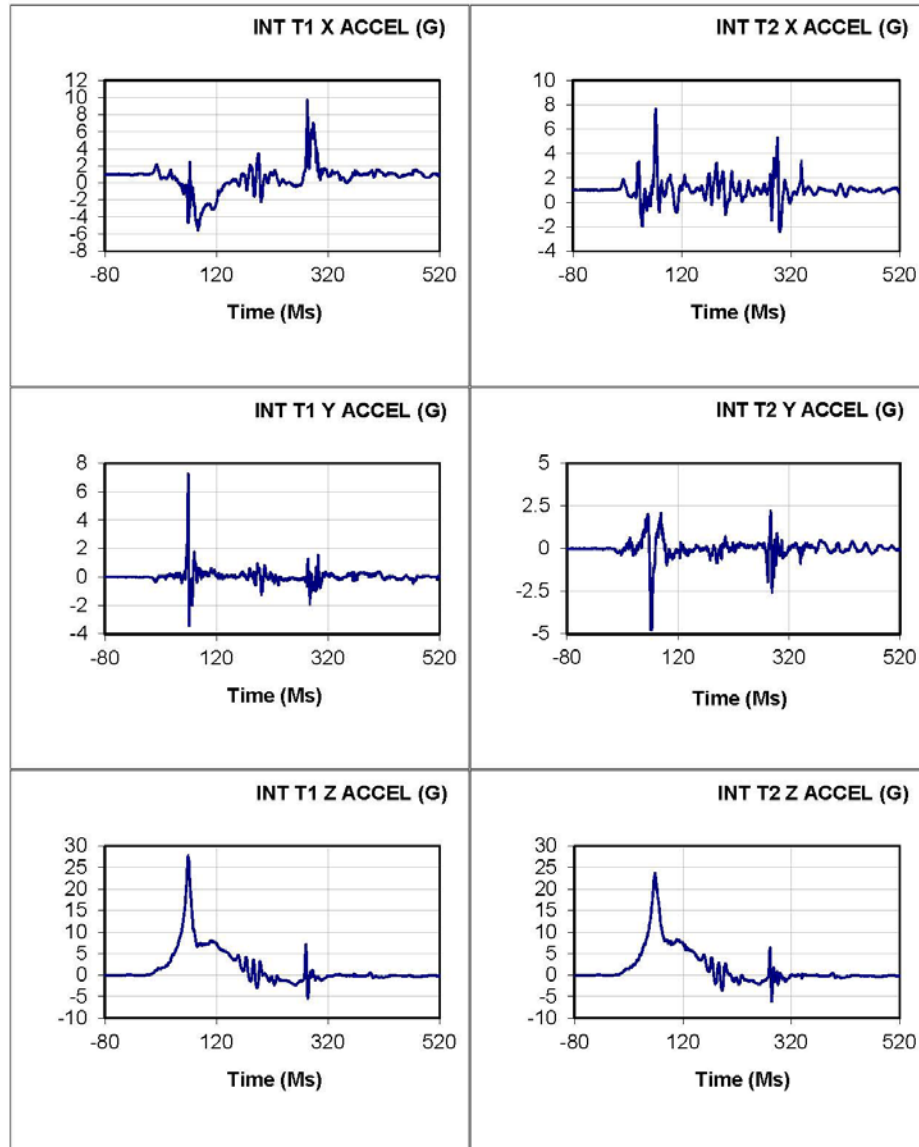 INT T1 X ACCEL (G)
12
10
8
6
4
2
0
-2
-4
-6
-8
-80 120 320 520
Time (Ms)
INT T2 X ACCEL (G)
10
8
6
4
2
0
-2
-4
-80 120 320 520
Time (Ms)
INT T1 Y ACCEL (G)
8
6
4
2
0
-2
-4
-80 120 320 520
Time (Ms)
INT T2 Y ACCEL (G)
5
2.5
0
-2.5
-5
-80 120 320 520
Time (Ms)
INT T1 Z ACCEL (G)
30
25
20
15
10
5
0
-5
-10
-80 120 320 520
Time (Ms)
INT T2 Z ACCEL (G)
30
25
20
15
10
5
0
-5
-10
-80 120 320 520
Time (Ms)